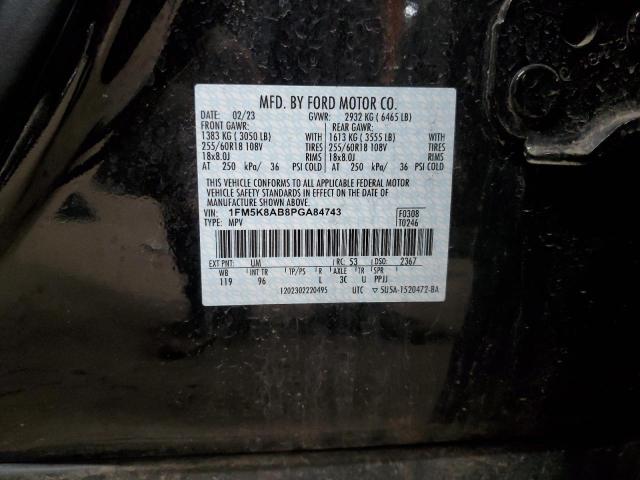 MFD. BY FORD MOTOR CO.
DATE: 02/23 GVWR: 2932 KG ( 6465 LB)
FRONT GAWR: REAR GAWR:
1383 KG ( 3050 LB) WITH 1613 KG ( 3555 LB) WITH
255/60R18 108V TIRES 255/60R18 108V TIRES
18x8.0J RIMS 18x8.0J RIMS
AT 250 kPa/ 36 PSI COLD AT 250 kPa/ 36 PSI COLD
THIS VEHICLE CONFORMS TO ALL APPLICABLE FEDERAL MOTOR
VEHICLE SAFETY STANDARDS IN EFFECT ON THE DATE OF
MANUFACTURE SHOWN ABOVE.
VIN: 1FM5K8AB8PGA84743 F0308
TYPE: MPV T0246
EXT PNT: UM RC: 53 DSO: 2367
WB INT TR TP/PS R AXLE TR SPR
119 96 L 3C U PPJJ
1202302220495 UTC ▽ 5U5A-1520472-BA